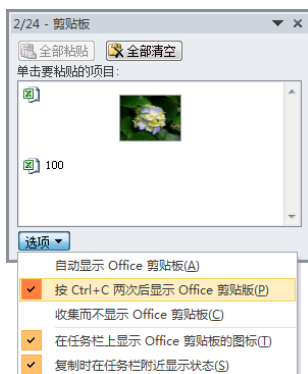 2/24 - 剪贴板
全部粘贴 全部清空
单击要粘贴的项目:
100
选项
自动显示 Office 剪贴板(A)
按 Ctrl+C 两次后显示 Office 剪贴版(P)
收集而不显示 Office 剪贴板(C)
在任务栏上显示 Office 剪贴板的图标(T)
复制时在任务栏附近显示状态(S)